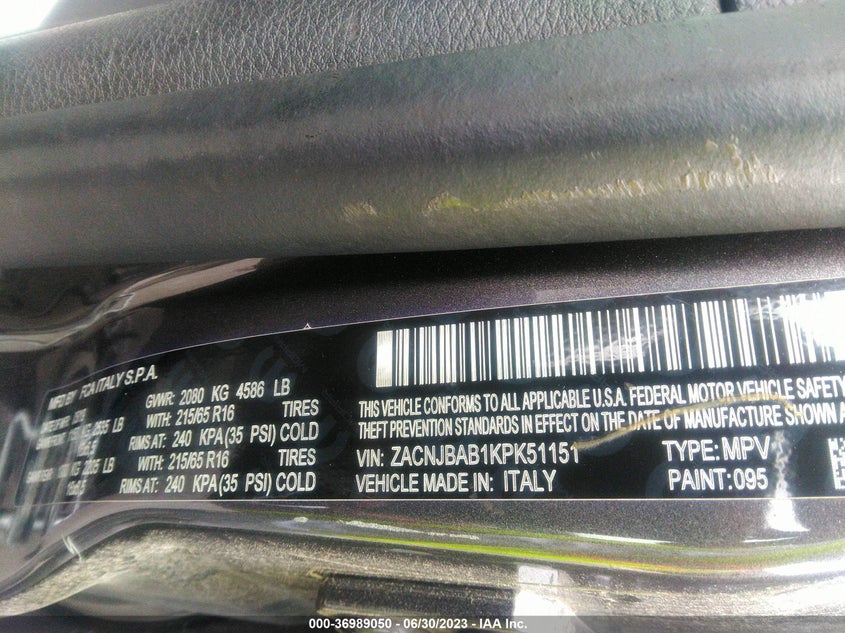 MFD BY: FCA ITALY S.P.A.
GVWR: 2080 KG 4586 LB
WITH: 215/65 R16 TIRES
RIMS AT: 240 KPA(35 PSI) COLD
LB WITH: 215/65 R16 TIRES
RIMS AT: 240 KPA(35 PSI) COLD
THIS VEHICLE CONFORMS TO ALL APPLICABLE U.S.A. FEDERAL MOTOR VEHICLE SAFETY
THEFT PREVENTION STANDARDS IN EFFECT ON THE DATE OF MANUFACTURE SHOWN A
VIN: ZACNJBAB1KPK51151 TYPE: MPV
VEHICLE MADE IN: ITALY PAINT: 095
000-36989050 - 06/30/2023 - IAA Inc.